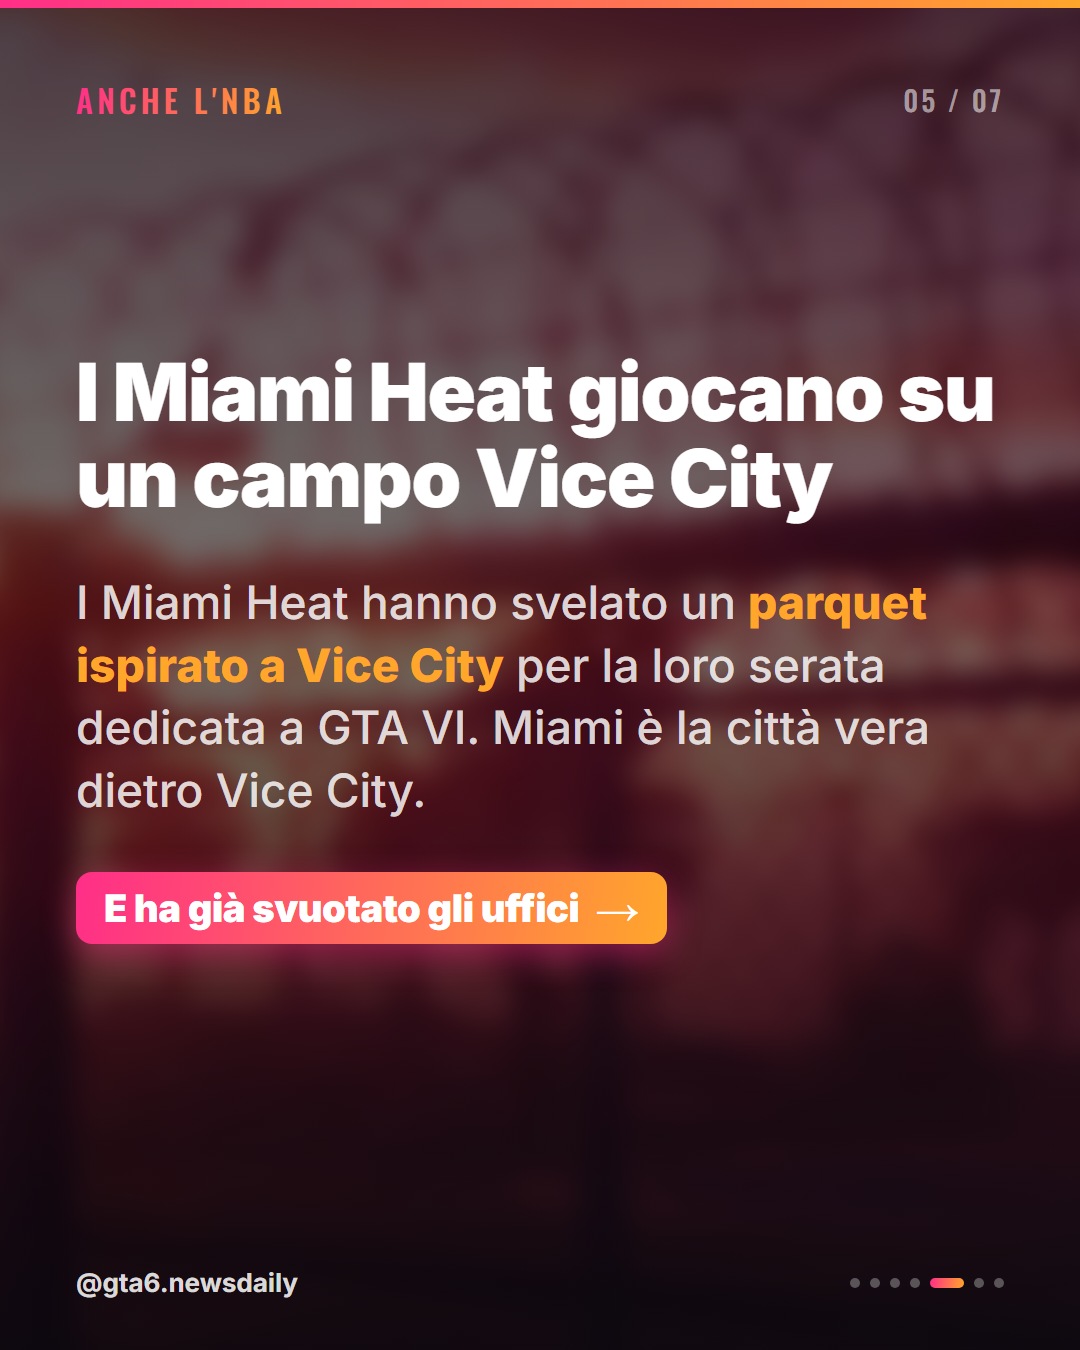 ANCHE L'NBA
05 / 07
I Miami Heat giocano su
un campo Vice City
I Miami Heat hanno svelato un parquet
ispirato a Vice City per la loro serata
dedicata a GTA VI. Miami è la città vera
dietro Vice City.
E ha già svuotato gli uffici →
@gta6.newsdaily